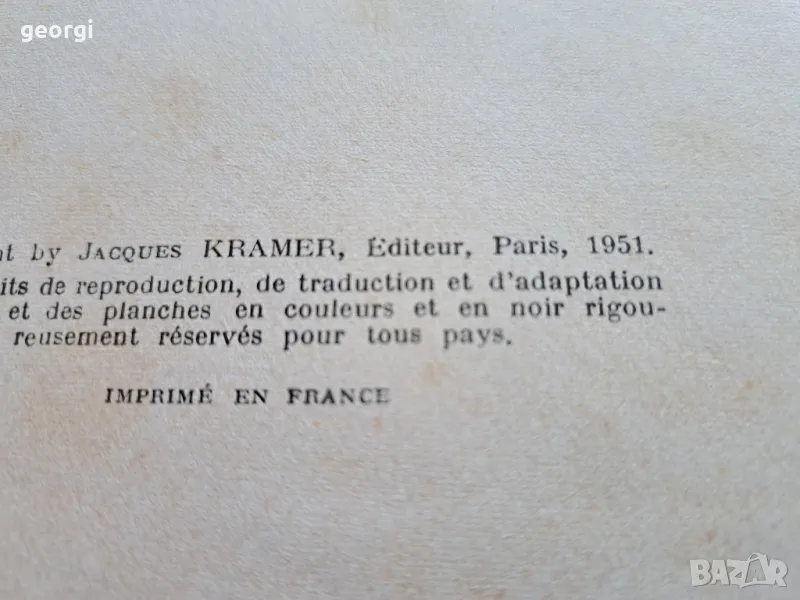 georgi
by JACQUES KRAMER, Éditeur, Paris, 1951.
de reproduction, de traduction et d'adaptation
et des planches en couleurs et en noir rigou-
reusement réservés pour tous pays.
IMPRIMÉ EN FRANCE
BAZAR